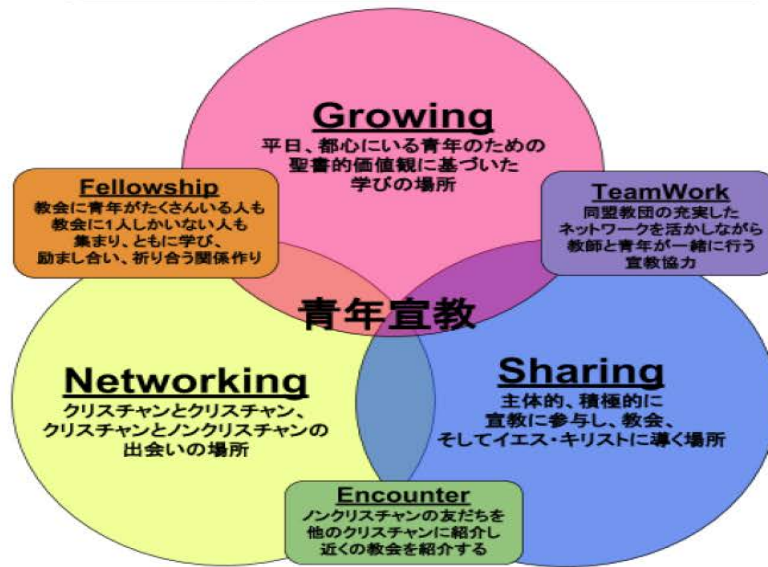 Growing
平日、都心にいる青年のための
聖書的価値観に基づいた
学びの場所
Fellowship
教会に青年がたくさんいる人も
教会に1人しかいない人も
集まり、ともに学び、
励まし合い、祈り合う関係作り
TeamWork
同盟教団の充実した
ネットワークを活かしながら
教師と青年が一緒に行う
宣教協力
青年宣教
Networking
クリスチャンとクリスチャン、
クリスチャンとノンクリスチャンの
出会いの場所
Sharing
主体的、積極的に
宣教に参与し、教会、
そしてイエス・キリストに導く場所
Encounter
ノンクリスチャンの友だちを
他のクリスチャンに紹介し
近くの教会を紹介する